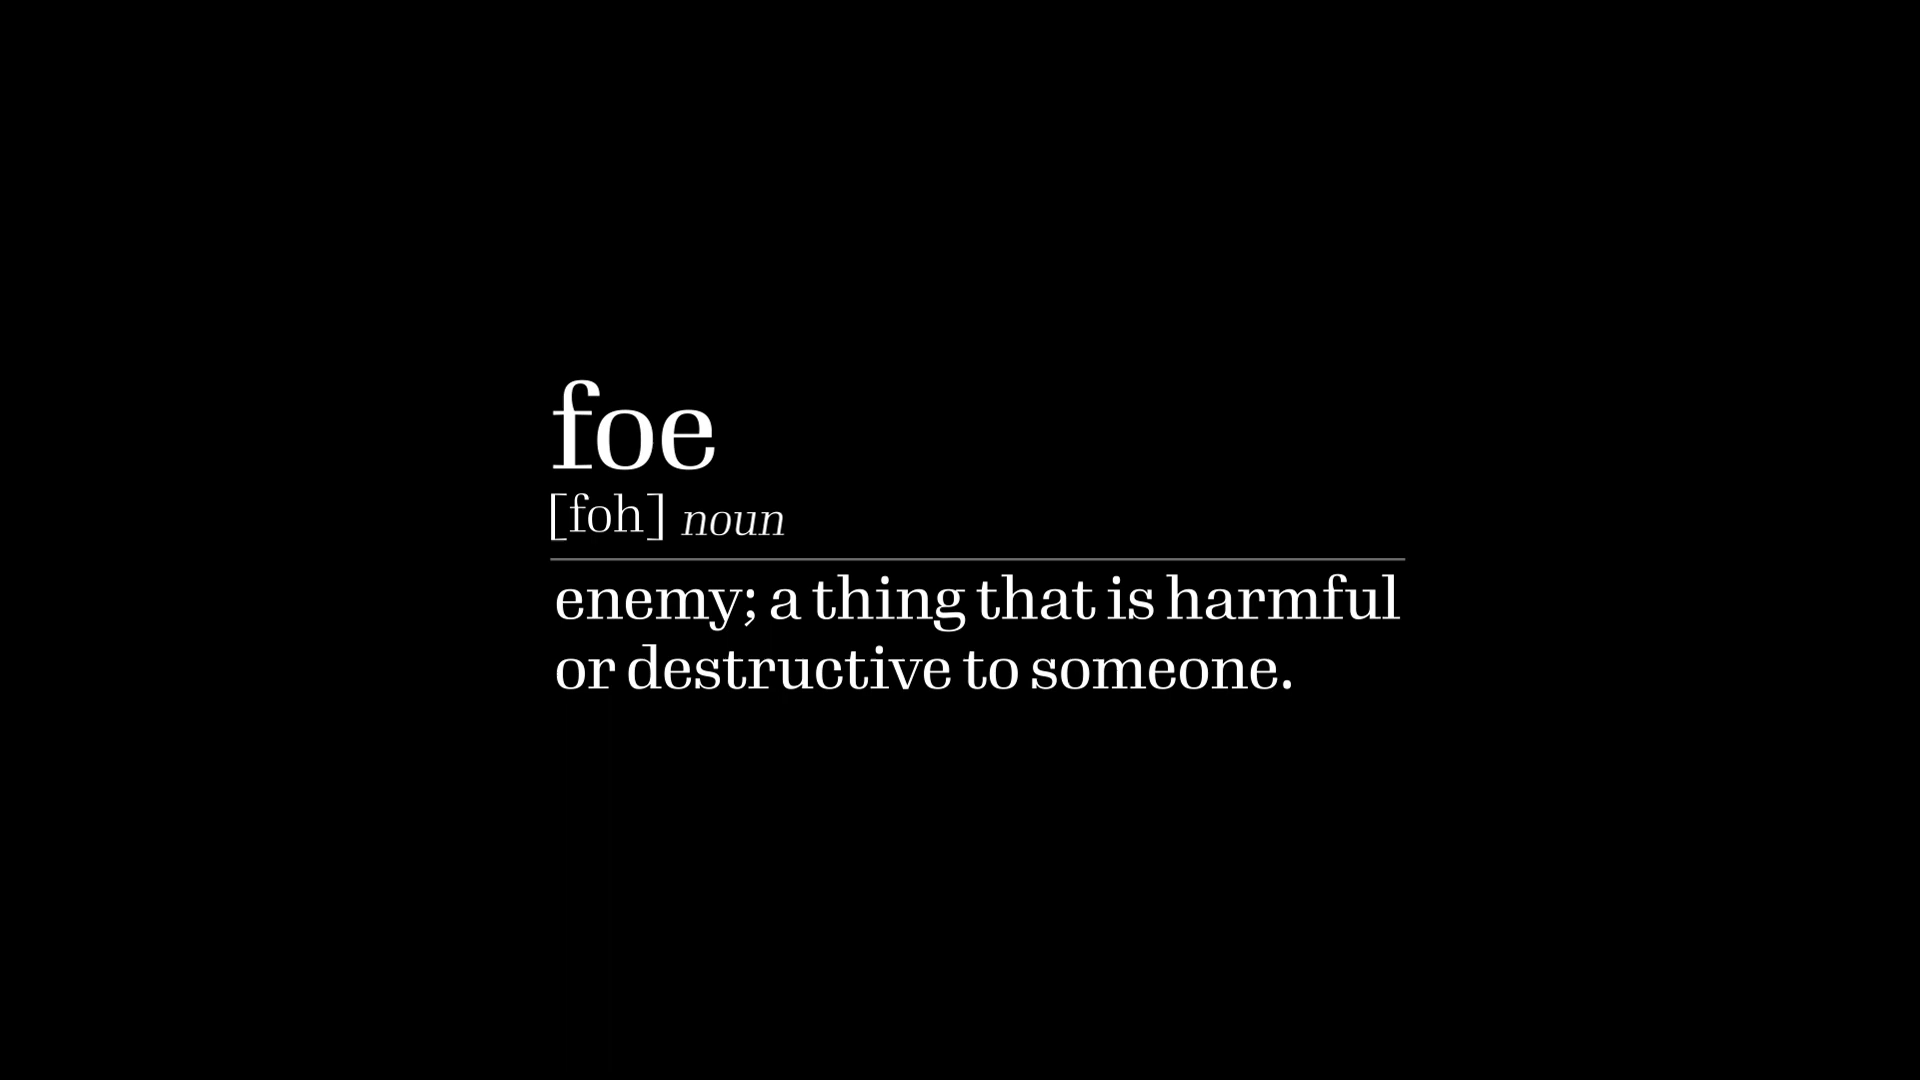 foe
[foh] noun
enemy; a thing that is harmful
or destructive to someone.